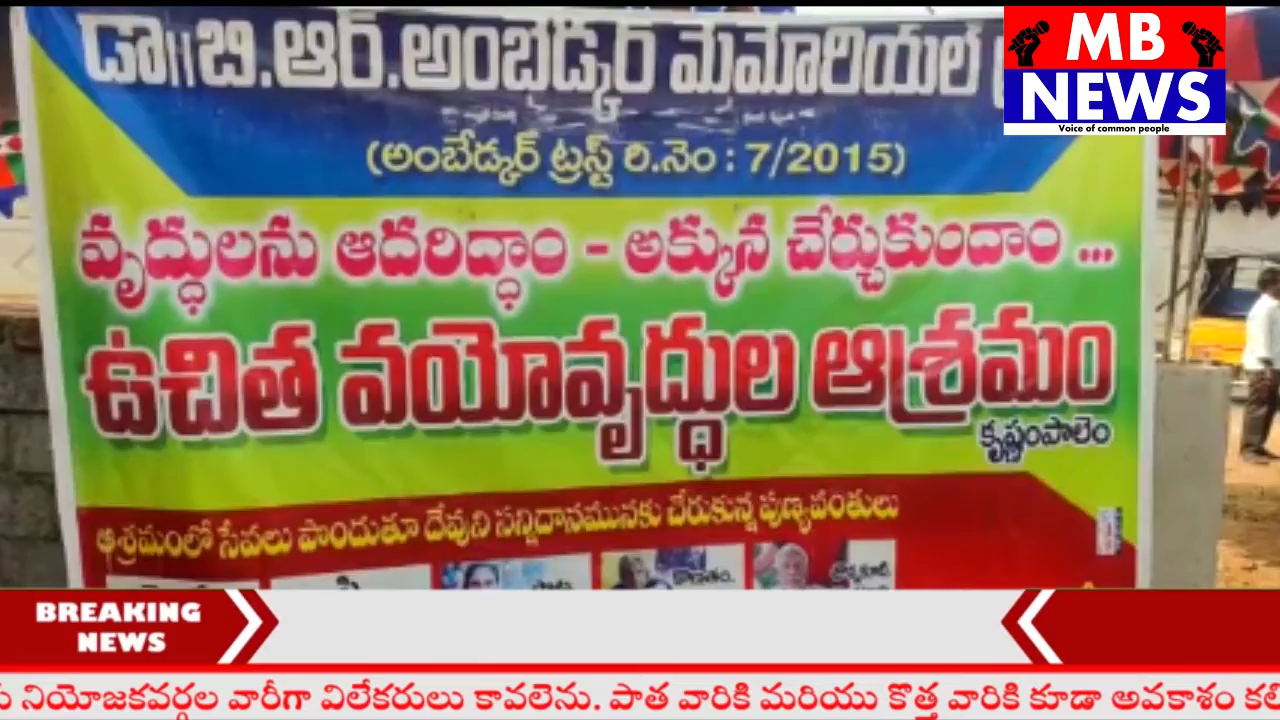 డా||బి.ఆర్.అంబేడ్కర్ మెమోరియల్
(అంబేడ్కర్ ట్రస్ట్ రి.నెం : 7/2015)
వృద్ధులను ఆదరిద్ధాం - అక్కున చేర్చుకుందాం ...
ఉచిత వయోవృద్ధుల ఆశ్రమం
కృష్ణంపాలెం
ఆశ్రమంలో సేవలు పొందుతూ దేవుని సన్నిదానమునకు చేరుకున్న పుణ్యవంతులు
MB
NEWS
Voice of common people
BREAKING
NEWS
నియోజకవర్గల వారీగా విలేకరులు కావలెను. పాత వారికి మరియు కొత్త వారికి కూడా అవకాశం